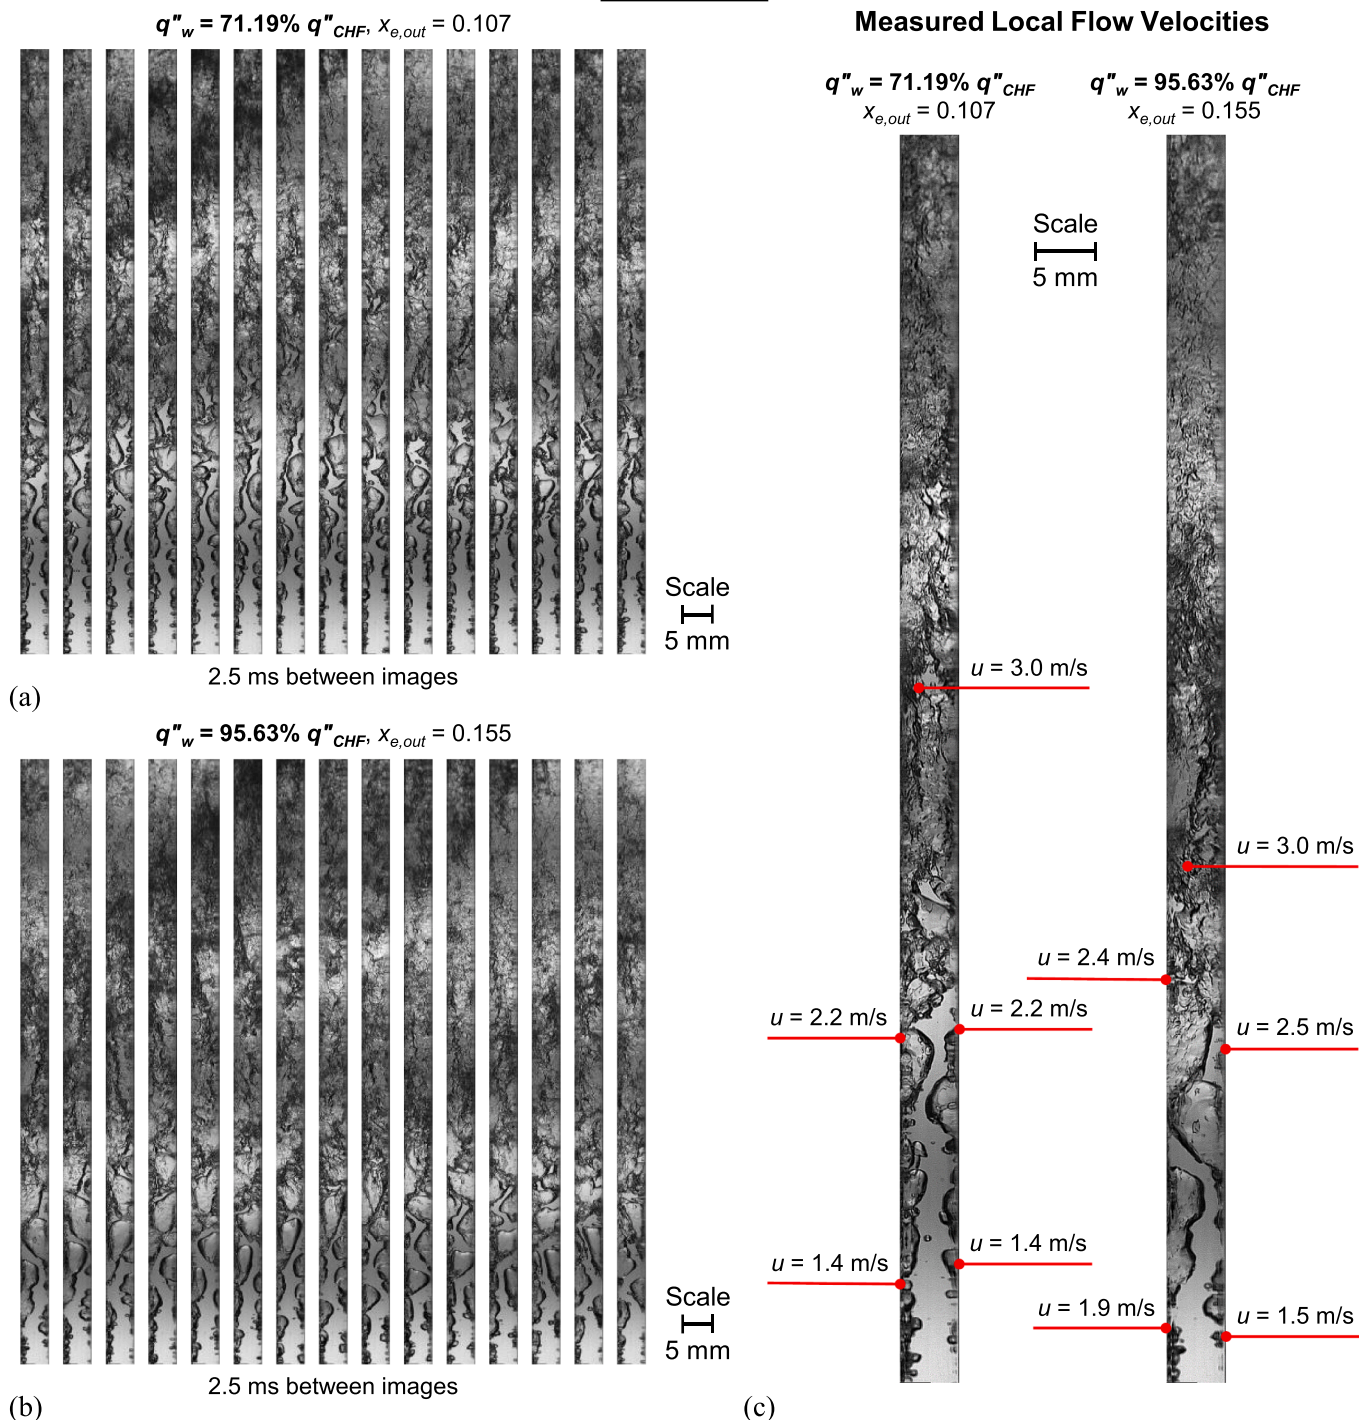 q″w = 71.19% q″CHF, xe,out = 0.107
Scale
5 mm
2.5 ms between images
(a)
q″w = 95.63% q″CHF, xe,out = 0.155
Scale
5 mm
2.5 ms between images
(b)
Measured Local Flow Velocities
q″w = 71.19% q″CHF
xe,out = 0.107
q″w = 95.63% q″CHF
xe,out = 0.155
Scale
5 mm
u = 3.0 m/s
u = 2.2 m/s
u = 2.2 m/s
u = 1.4 m/s
u = 1.4 m/s
u = 3.0 m/s
u = 2.4 m/s
u = 2.5 m/s
u = 1.9 m/s
u = 1.5 m/s
(c)